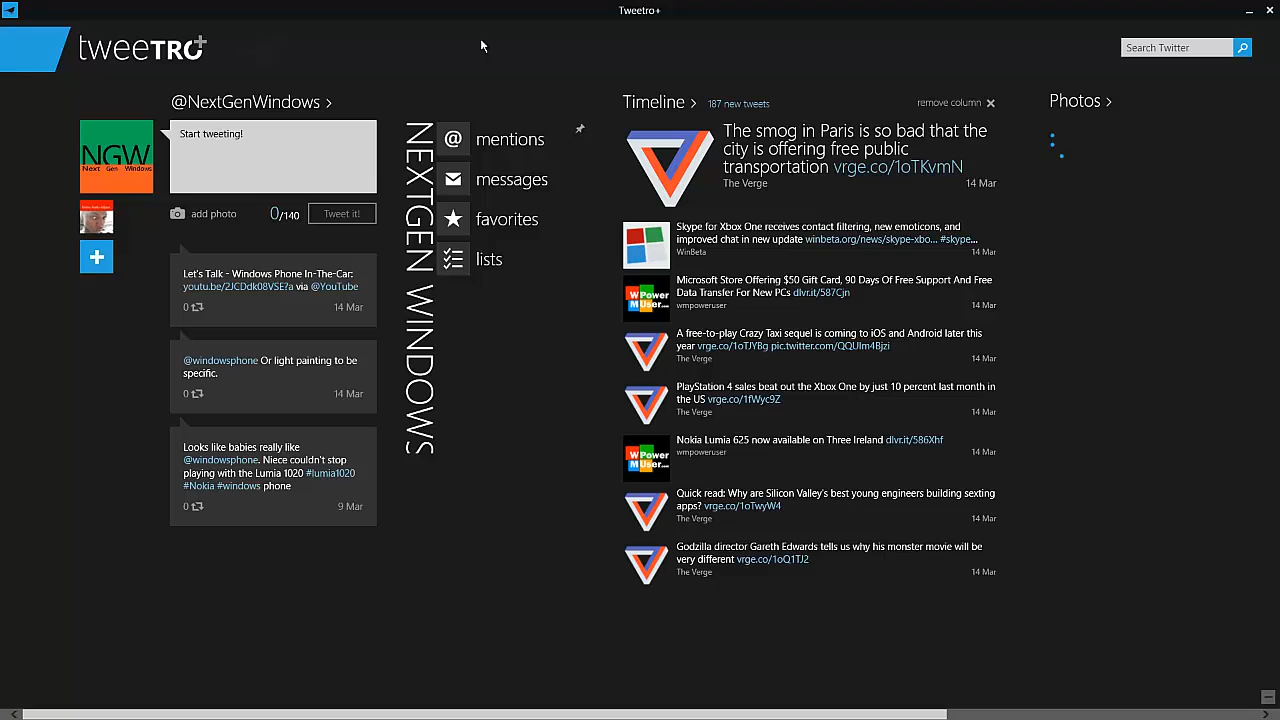 Tweetro+
tweeTRO+
Search Twitter
@NextGenWindows
Start tweeting!
NGW
Next Gen Windows
add photo
0/140
Tweet it!
Let's Talk - Windows Phone In-The-Car:
youtu.be/2JCDdk08VSE?a via @YouTube
0
14 Mar
@windowsphone Or light painting to be
specific.
0
14 Mar
Looks like babies really like
@windowsphone. Niece couldn't stop
playing with the Lumia 1020 #lumia1020
#Nokia #windows phone
0
9 Mar
NEXTGEN WINDOWS
@ mentions
messages
favorites
lists
Timeline
187 new tweets
remove column
The smog in Paris is so bad that the
city is offering free public
transportation vrge.co/1oTKvmN
The Verge
14 Mar
Skype for Xbox One receives contact filtering, new emoticons, and
improved chat in new update winbeta.org/news/skype-xbo... #skype...
WinBeta
14 Mar
WPower
MUser...
Microsoft Store Offering $50 Gift Card, 90 Days Of Free Support And Free
Data Transfer For New PCs dlvr.it/587Cjn
wmpoweruser
14 Mar
A free-to-play Crazy Taxi sequel is coming to iOS and Android later this
year vrge.co/1oTJYBg pic.twitter.com/QQUIm4Bjzi
The Verge
14 Mar
PlayStation 4 sales beat out the Xbox One by just 10 percent last month in
the US vrge.co/1fWyc9Z
The Verge
14 Mar
WPower
MUser...
Nokia Lumia 625 now available on Three Ireland dlvr.it/586Xhf
wmpoweruser
14 Mar
Quick read: Why are Silicon Valley's best young engineers building sexting
apps? vrge.co/1oTwyW4
The Verge
14 Mar
Godzilla director Gareth Edwards tells us why his monster movie will be
very different vrge.co/1oQ1TJ2
The Verge
14 Mar
Photos